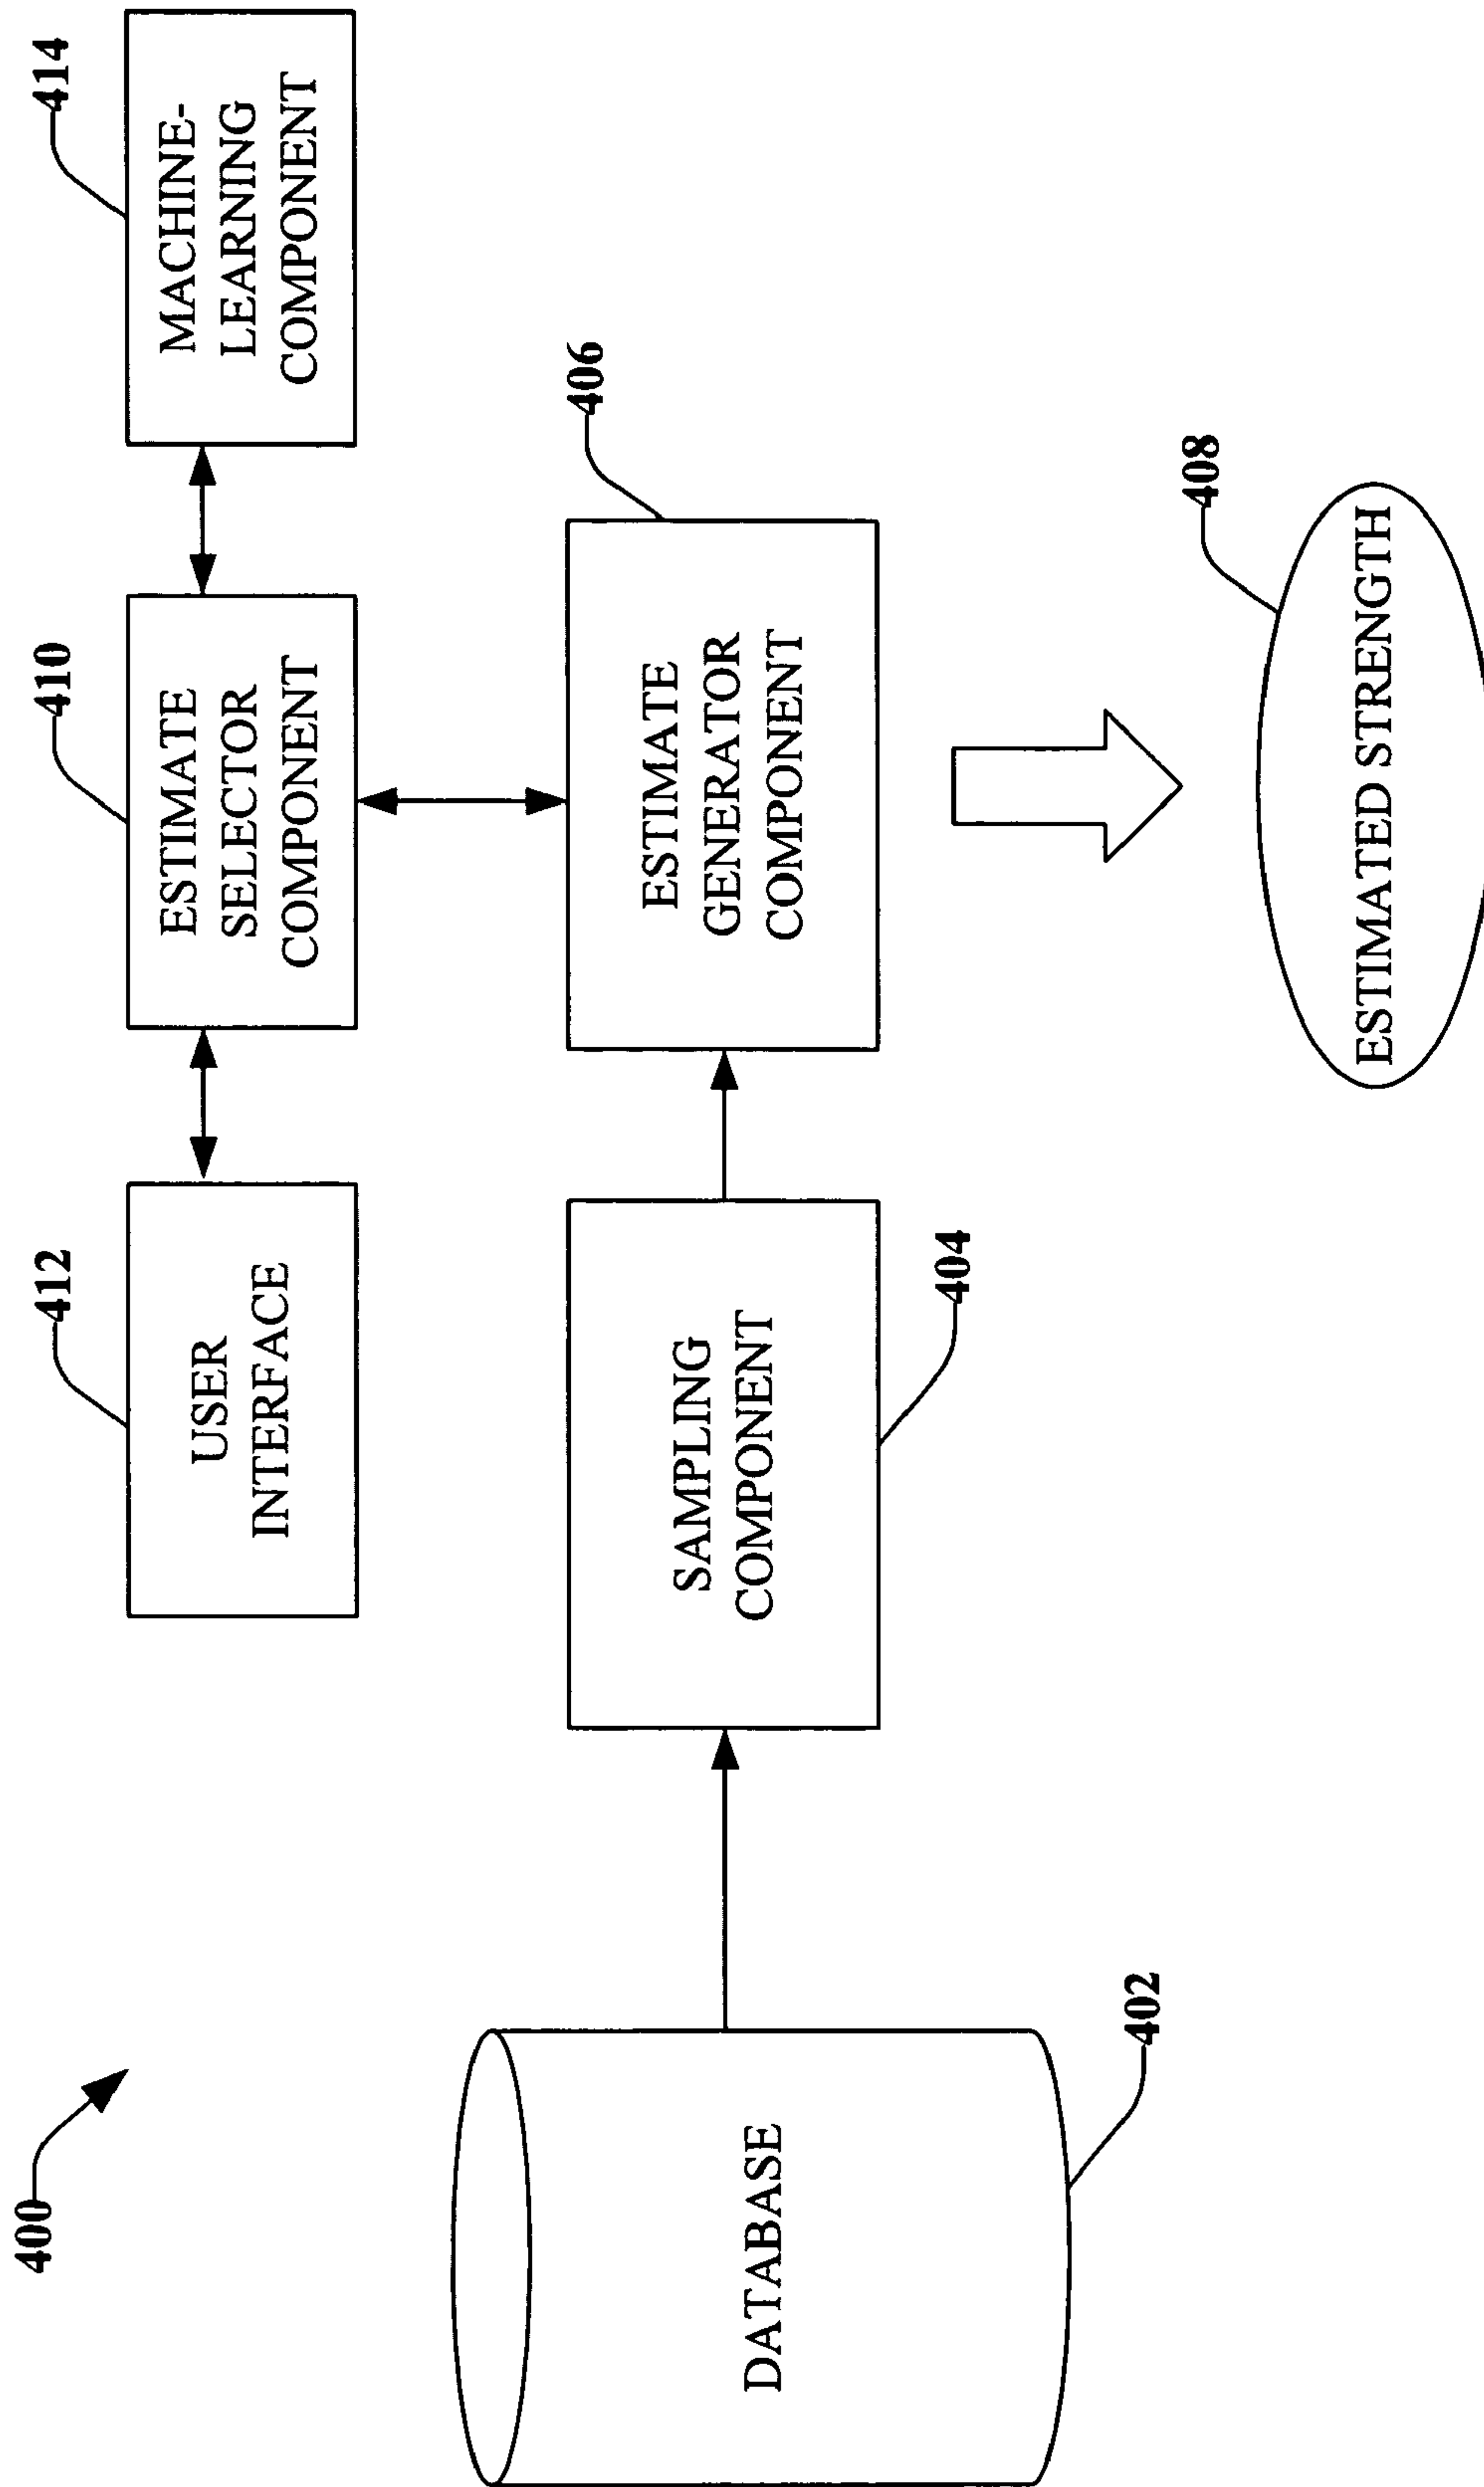 400
412
410
414
USER
INTERFACE
ESTIMATE
SELECTOR
COMPONENT
MACHINE-
LEARNING
COMPONENT
406
DATABASE
SAMPLING
COMPONENT
ESTIMATE
GENERATOR
COMPONENT
402
404
408
ESTIMATED STRENGTH